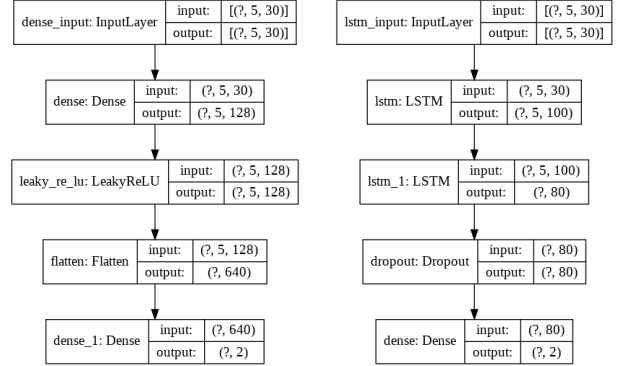 dense_input: InputLayer input: [(?, 5, 30)]
output: [(?, 5, 30)]
dense: Dense input: (?, 5, 30)
output: (?, 5, 128)
leaky_re_lu: LeakyReLU input: (?, 5, 128)
output: (?, 5, 128)
flatten: Flatten input: (?, 5, 128)
output: (?, 640)
dense_1: Dense input: (?, 640)
output: (?, 2)
lstm_input: InputLayer input: [(?, 5, 30)]
output: [(?, 5, 30)]
lstm: LSTM input: (?, 5, 30)
output: (?, 5, 100)
lstm_1: LSTM input: (?, 5, 100)
output: (?, 80)
dropout: Dropout input: (?, 80)
output: (?, 80)
dense: Dense input: (?, 80)
output: (?, 2)